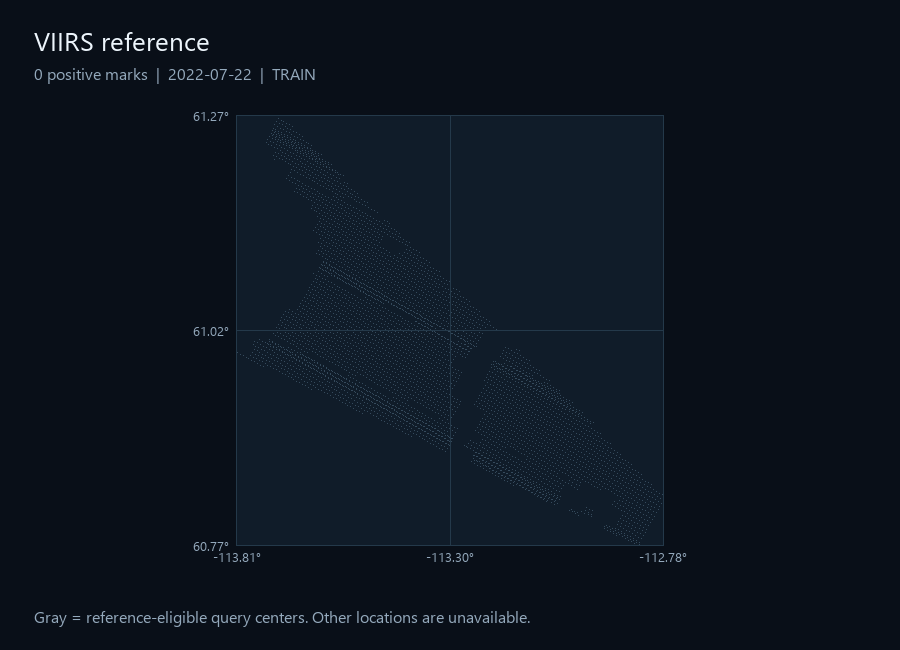 VIIRS reference
0 positive marks | 2022-07-22 | TRAIN
61.27°
61.02°
60.77°
-113.81°
-113.30°
-112.78°
Gray = reference-eligible query centers. Other locations are unavailable.